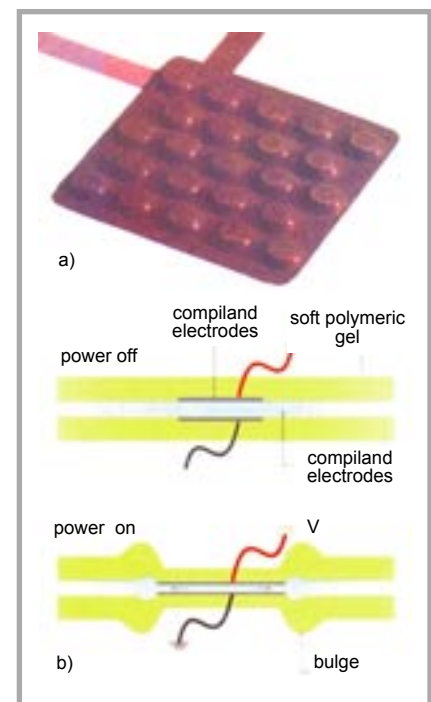 a)
compiland
electrodes
soft polymeric
gel
power off
compiland
electrodes
power on
V
b)
bulge